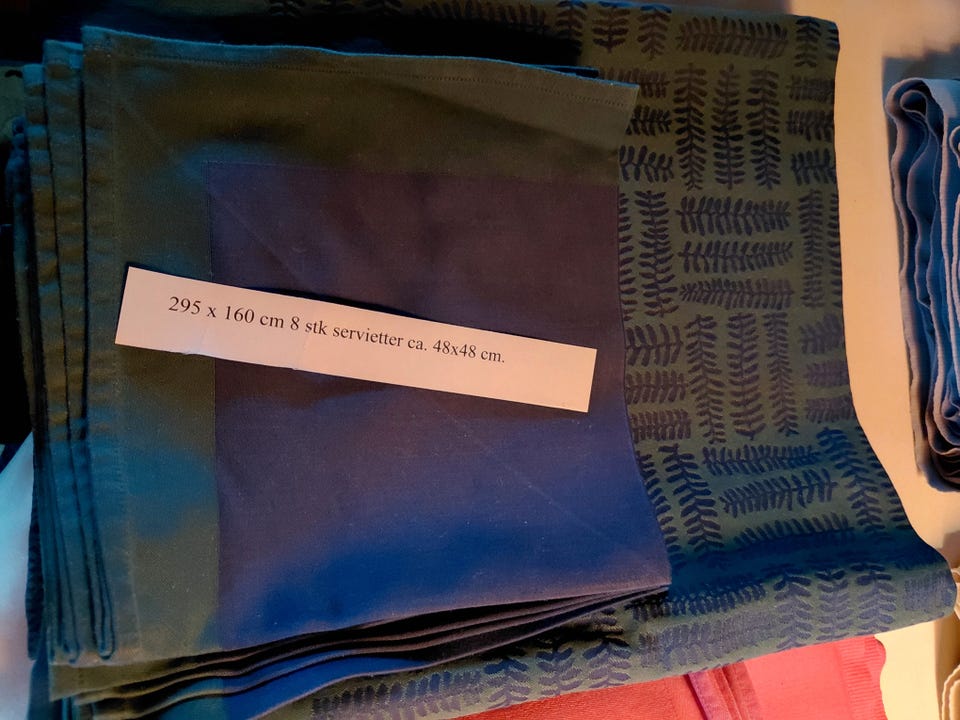 295 x 160 cm 8 stk servietter ca. 48x48 cm.